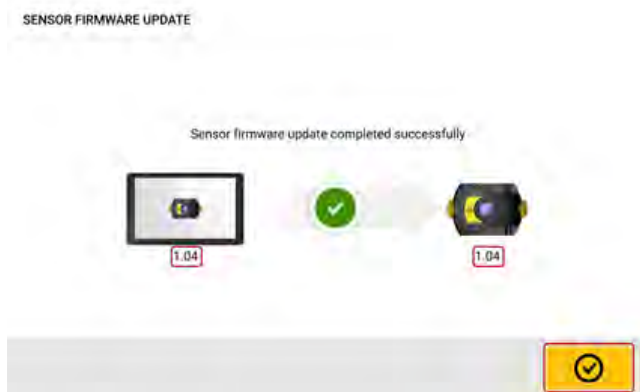 SENSOR FIRMWARE UPDATE
Sensor firmware update completed successfully
1.04
1.04